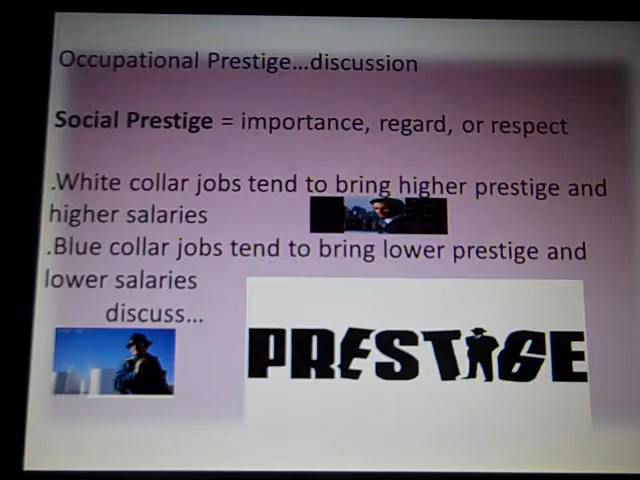 Occupational Prestige...discussion
Social Prestige = importance, regard, or respect
.White collar jobs tend to bring higher prestige and
higher salaries
.Blue collar jobs tend to bring lower prestige and
lower salaries
discuss...
PRESTIGE